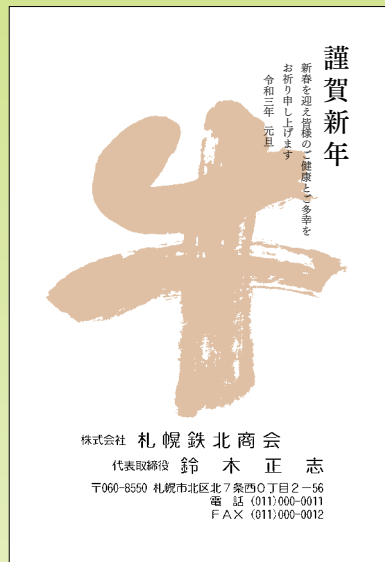 謹賀新年
新春を迎え皆様のご健康とご多幸を
お祈り申し上げます
令和三年 元旦
牛
株式会社 札幌鉄北商会
代表取締役 鈴木正志
〒060-8550 札幌市北区北7条西0丁目2-56
電 話 (011)000-0011
FAX (011)000-0012